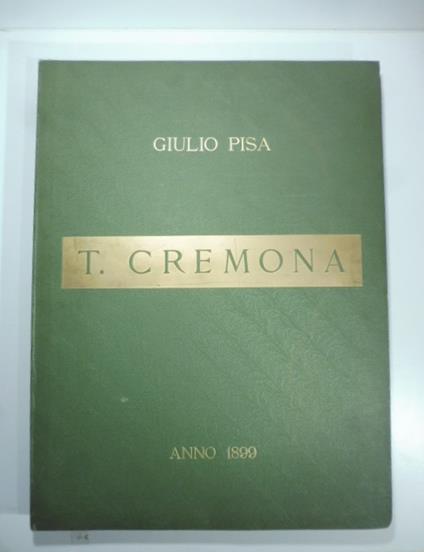 GIULIO PISA
T. CREMONA
ANNO 1899